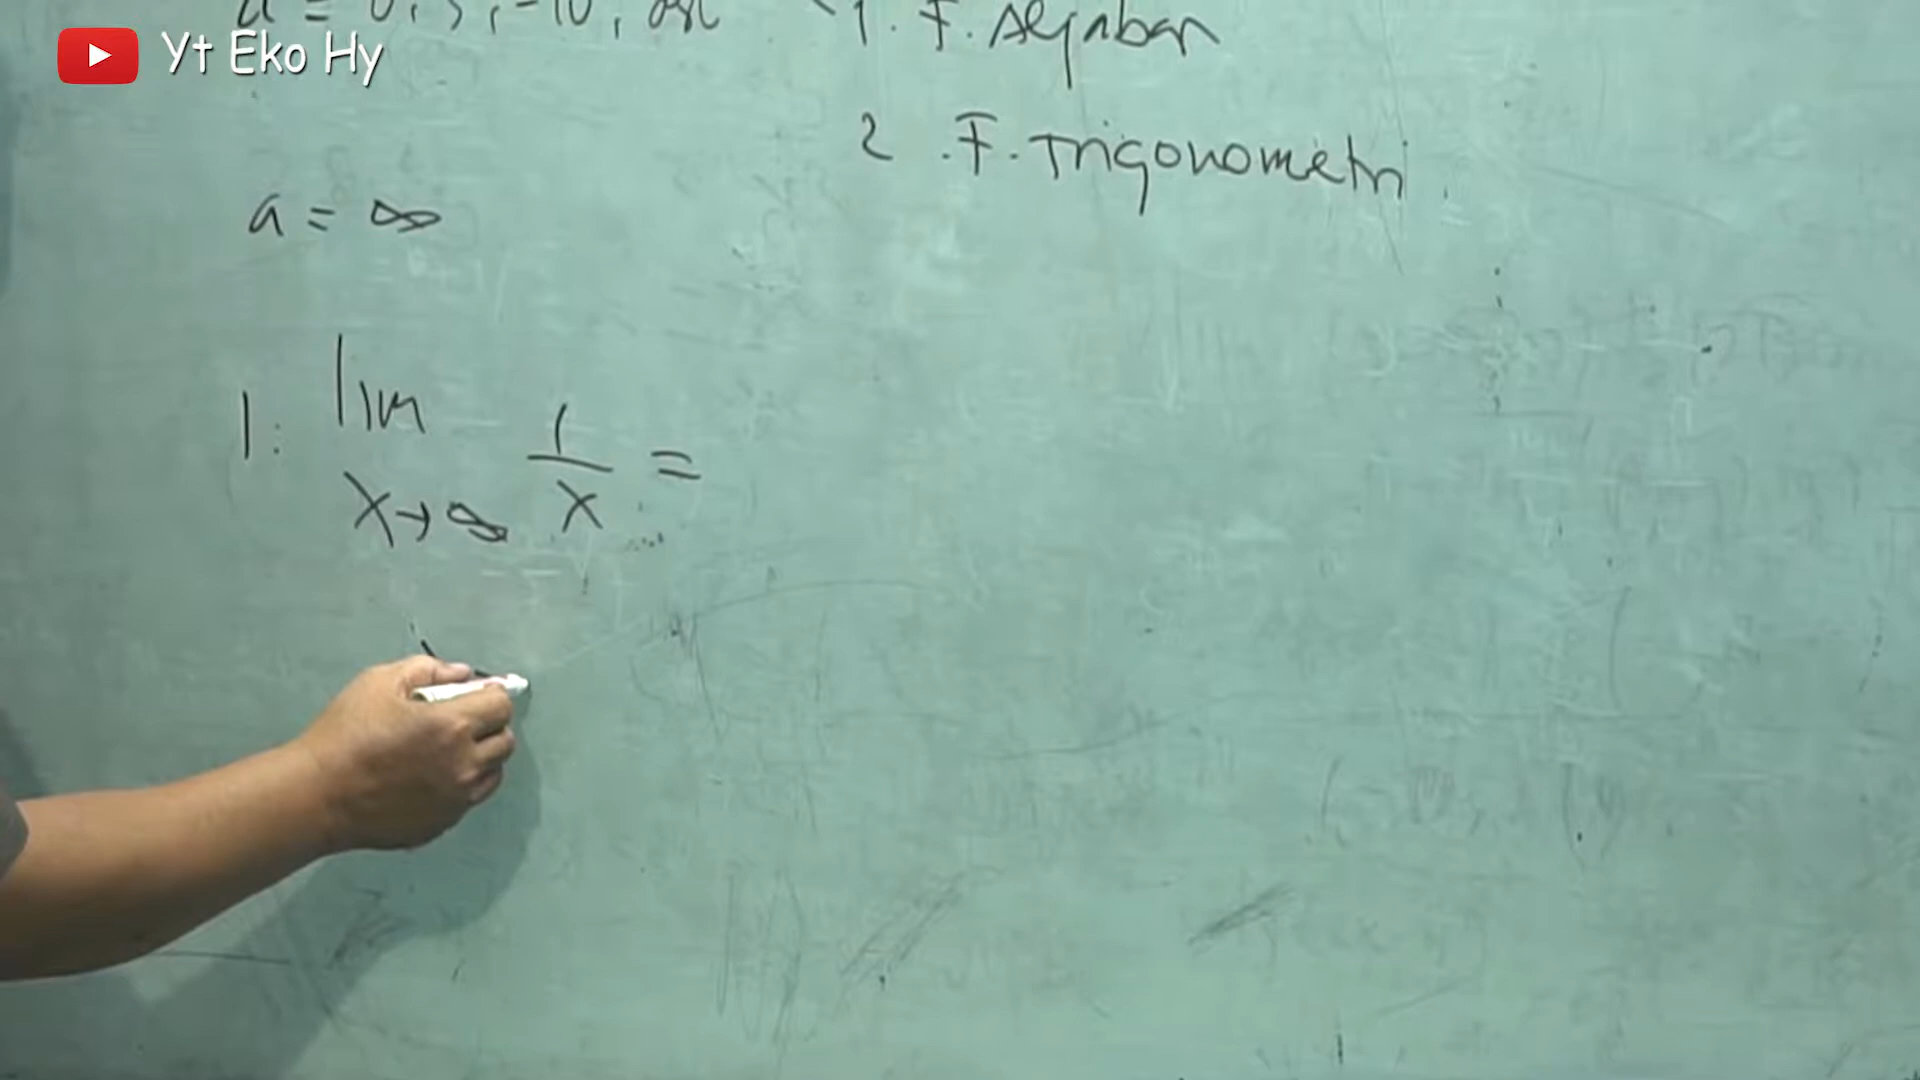 Yt Eko Hy
1. F. Aljabar
2. F. Trigonometri
a = ∞
1. lim 1/x =
x→∞